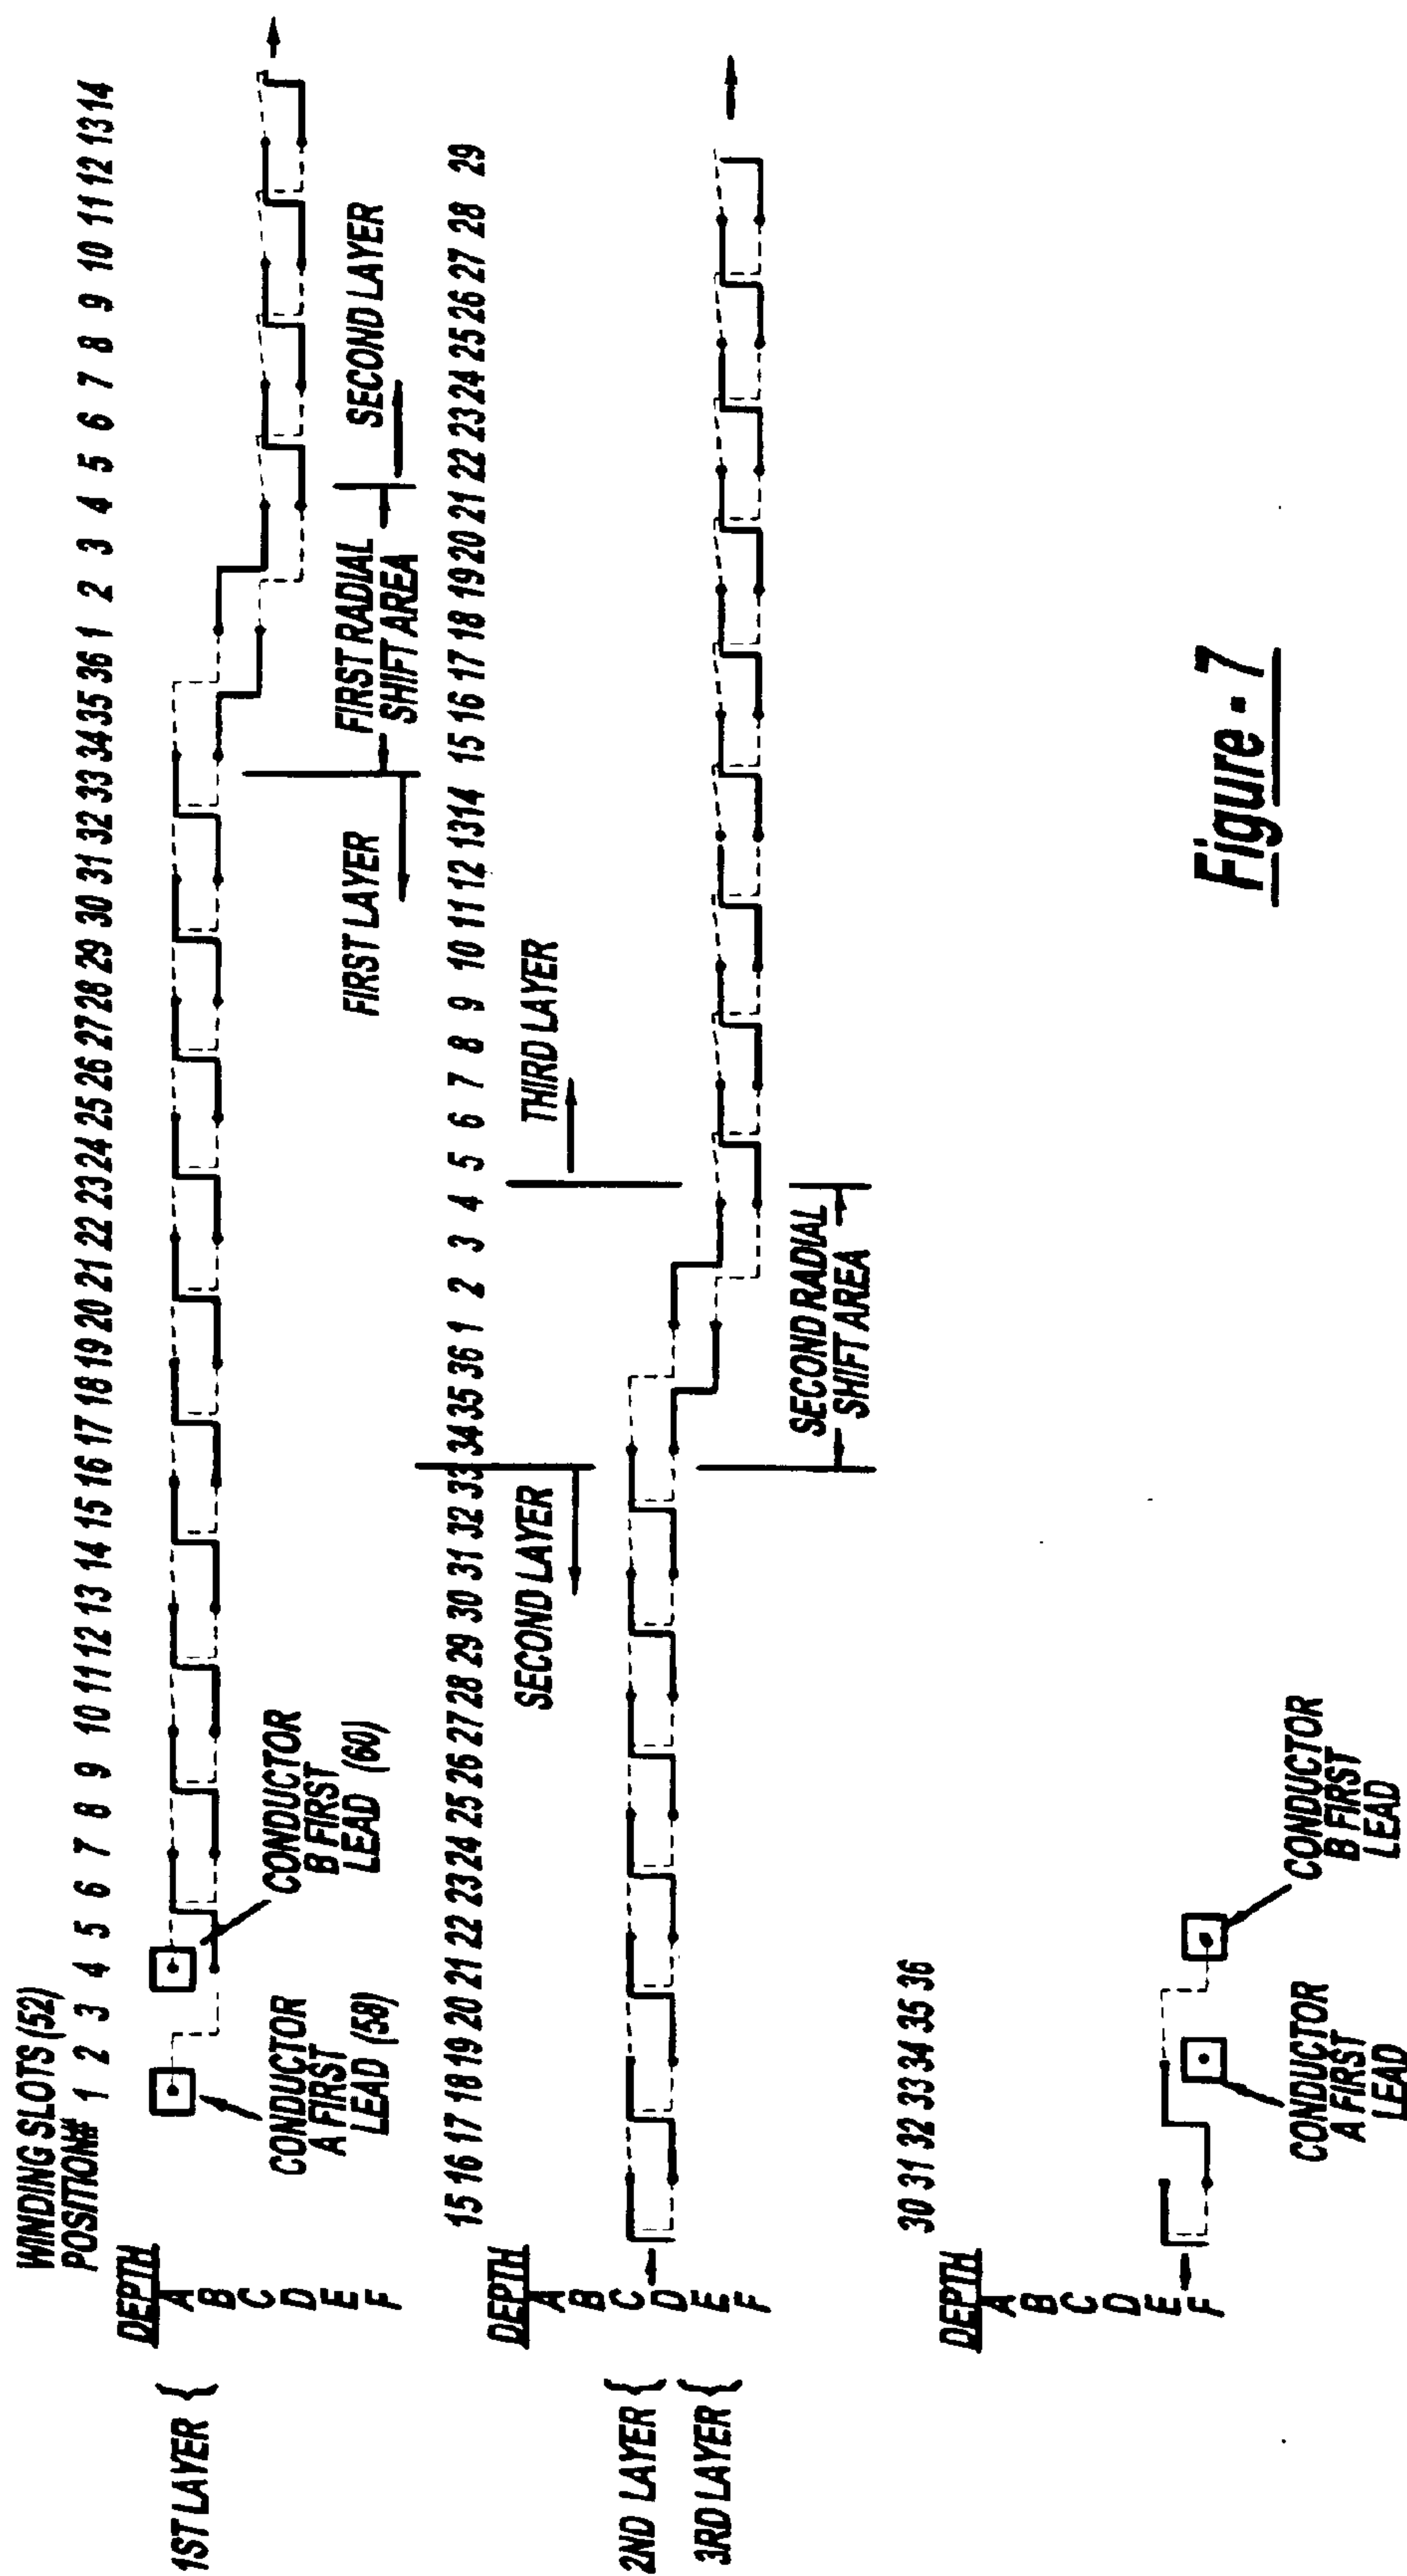 WINDING SLOTS (52)
POSITION# 1 2 3 4 5 6 7 8 9 10 11 12 13 14 15 16 17 18 19 20 21 22 23 24 25 26 27 28 29 30 31 32 33 34 35 36 1 2 3 4 5 6 7 8 9 10 11 12 13 14
DEPTH
A
B
C
D
E
F
1ST LAYER {
CONDUCTOR
A FIRST
LEAD (58)
CONDUCTOR
B FIRST
LEAD (60)
FIRST LAYER
FIRST RADIAL
SHIFT AREA
SECOND LAYER
15 16 17 18 19 20 21 22 23 24 25 26 27 28 29 30 31 32 33 34 35 36 1 2 3 4 5 6 7 8 9 10 11 12 13 14 15 16 17 18 19 20 21 22 23 24 25 26 27 28 29
DEPTH
A
B
C
D
E
F
2ND LAYER {
3RD LAYER {
SECOND LAYER
THIRD LAYER
SECOND RADIAL
SHIFT AREA
30 31 32 33 34 35 36
DEPTH
A
B
C
D
E
F
CONDUCTOR
A FIRST
LEAD
CONDUCTOR
B FIRST
LEAD
Figure - 7